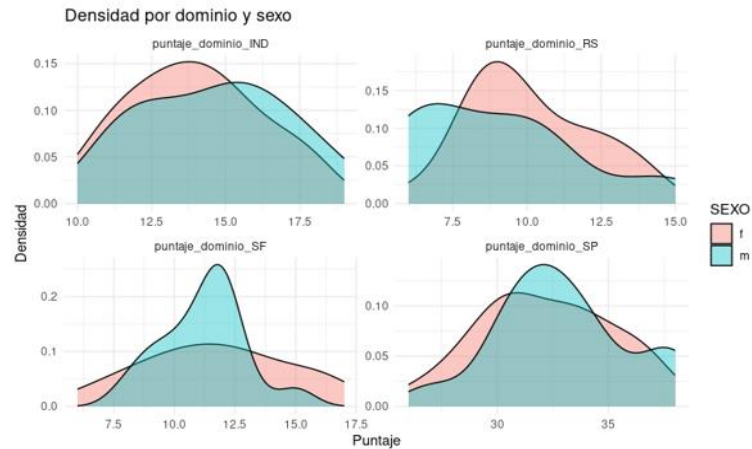 Densidad por dominio y sexo
puntaje_dominio_IND
puntaje_dominio_RS
0.15
0.10
0.05
0.00
10.0 12.5 15.0 17.5
0.15
0.10
0.05
0.00
7.5 10.0 12.5 15.0
Densidad
puntaje_dominio_SF
puntaje_dominio_SP
0.2
0.1
0.0
7.5 10.0 12.5 15.0 17.5
0.10
0.05
0.00
30 35
Puntaje
SEXO
f
m